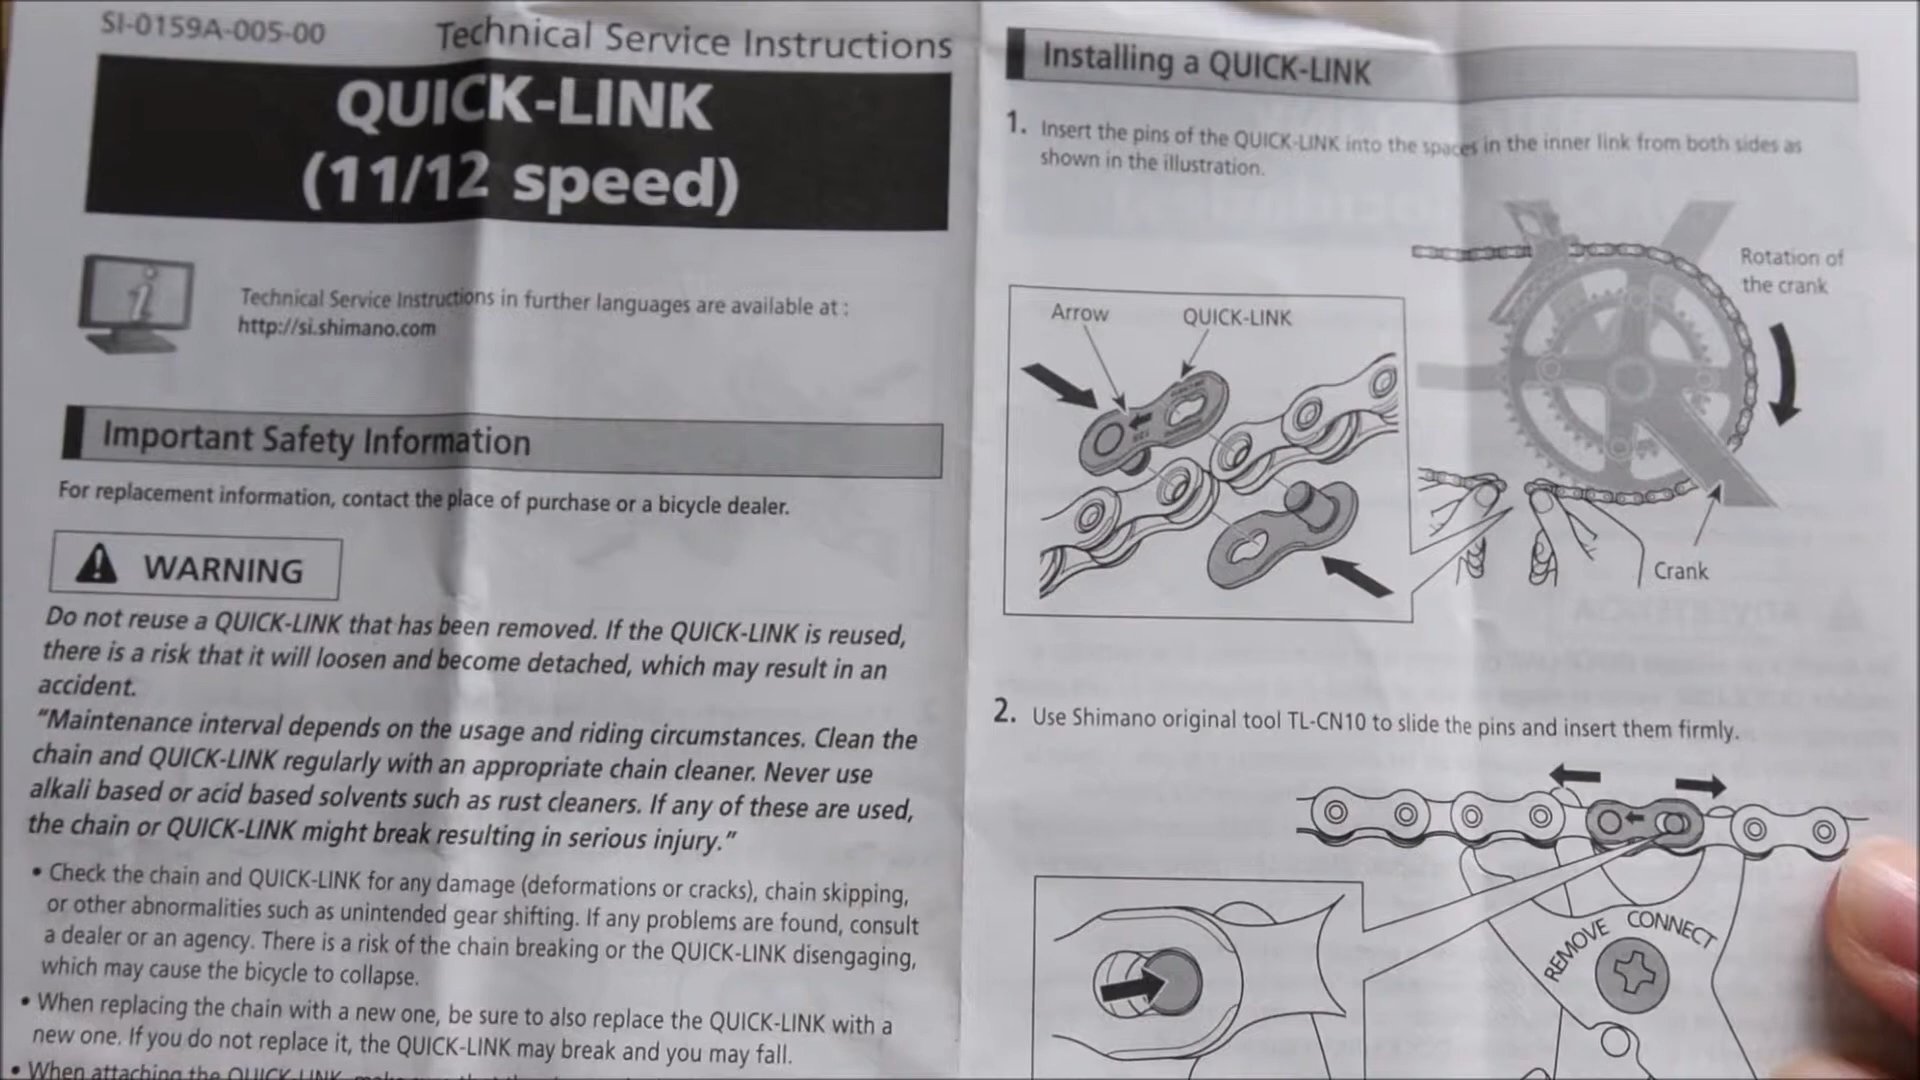 SI-0159A-005-00
Technical Service Instructions
QUICK-LINK
(11/12 speed)
Technical Service Instructions in further languages are available at :
http://si.shimano.com
Important Safety Information
For replacement information, contact the place of purchase or a bicycle dealer.
WARNING
Do not reuse a QUICK-LINK that has been removed. If the QUICK-LINK is reused,
there is a risk that it will loosen and become detached, which may result in an
accident.
"Maintenance interval depends on the usage and riding circumstances. Clean the
chain and QUICK-LINK regularly with an appropriate chain cleaner. Never use
alkali based or acid based solvents such as rust cleaners. If any of these are used,
the chain or QUICK-LINK might break resulting in serious injury."
• Check the chain and QUICK-LINK for any damage (deformations or cracks), chain skipping,
or other abnormalities such as unintended gear shifting. If any problems are found, consult
a dealer or an agency. There is a risk of the chain breaking or the QUICK-LINK disengaging,
which may cause the bicycle to collapse.
• When replacing the chain with a new one, be sure to also replace the QUICK-LINK with a
new one. If you do not replace it, the QUICK-LINK may break and you may fall.
• When attaching the QUICK-LINK,
Installing a QUICK-LINK
1. Insert the pins of the QUICK-LINK into the spaces in the inner link from both sides as
shown in the illustration.
Rotation of
the crank
Arrow
QUICK-LINK
Crank
2. Use Shimano original tool TL-CN10 to slide the pins and insert them firmly.
REMOVE CONNECT